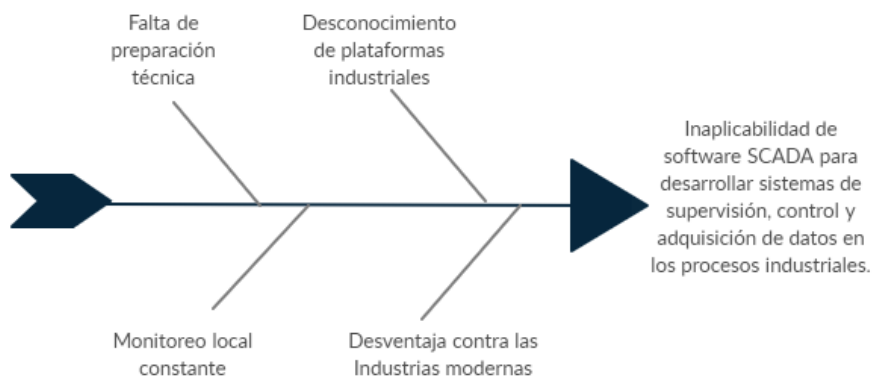 Falta de
preparación
técnica
Desconocimiento
de plataformas
industriales
Inaplicabilidad de
software SCADA para
desarrollar sistemas de
supervisión, control y
adquisición de datos en
los procesos industriales.
Monitoreo local
constante
Desventaja contra las
Industrias modernas